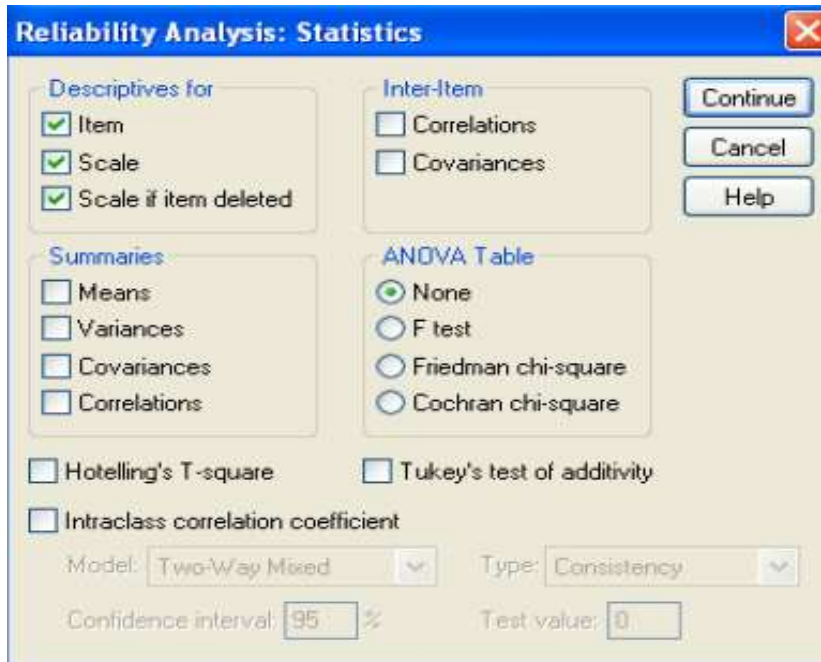 Reliability Analysis: Statistics
Descriptives for
Item
Scale
Scale if item deleted
Inter-Item
Correlations
Covariances
Continue
Cancel
Help
Summaries
Means
Variances
Covariances
Correlations
ANOVA Table
None
F test
Friedman chi-square
Cochran chi-square
Hotelling's T-square
Tukey's test of additivity
Intraclass correlation coefficient
Model: Two-Way Mixed
Type: Consistency
Confidence interval: 95 %
Test value: 0